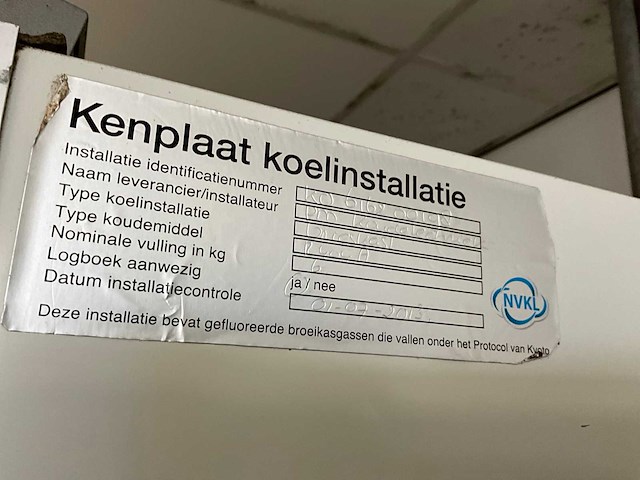 Kenplaat koelinstallatie
Installatie identificatienummer
Naam leverancier/installateur
Type koelinstallatie
Type koudemiddel
Nominale vulling in kg 6
Logboek aanwezig ja / nee
Datum installatiecontrole
Deze installatie bevat gefluoreerde broeikasgassen die vallen onder het Protocol van Kyoto
NVKL